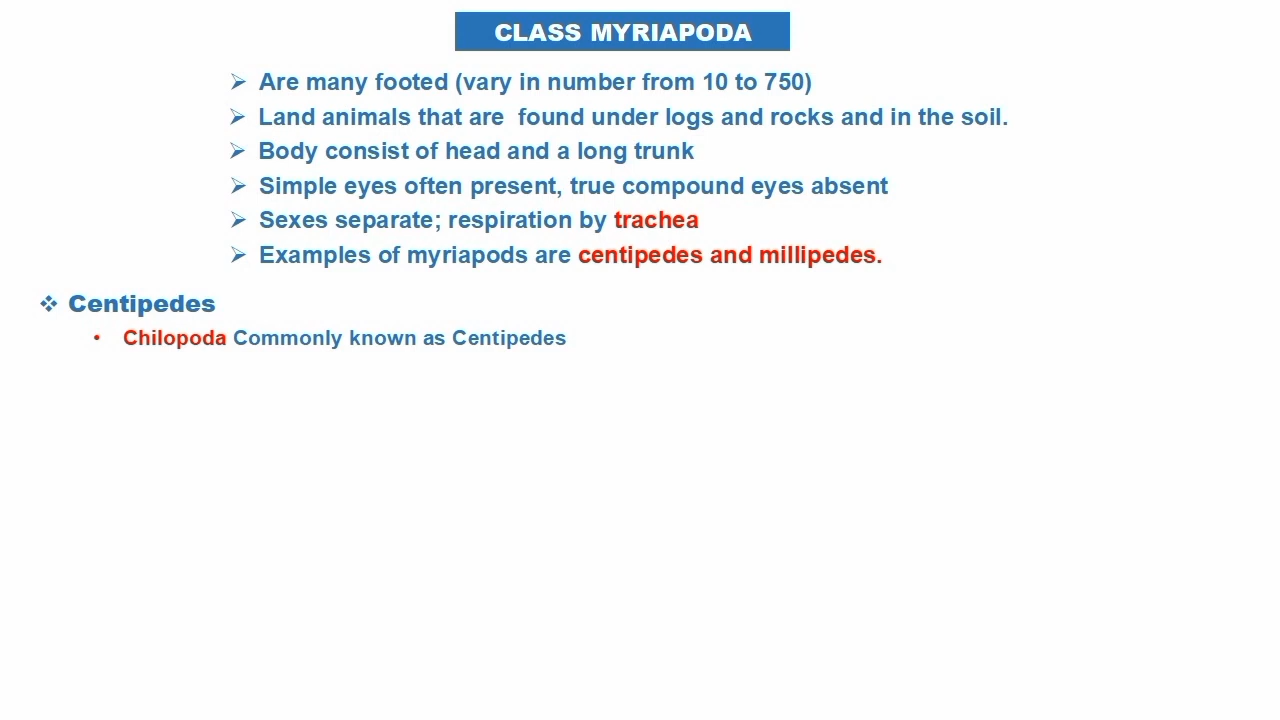 CLASS MYRIAPODA
➢ Are many footed (vary in number from 10 to 750)
➢ Land animals that are  found under logs and rocks and in the soil.
➢ Body consist of head and a long trunk
➢ Simple eyes often present, true compound eyes absent
➢ Sexes separate; respiration by trachea
➢ Examples of myriapods are centipedes and millipedes.
❖ Centipedes
• Chilopoda Commonly known as Centipedes